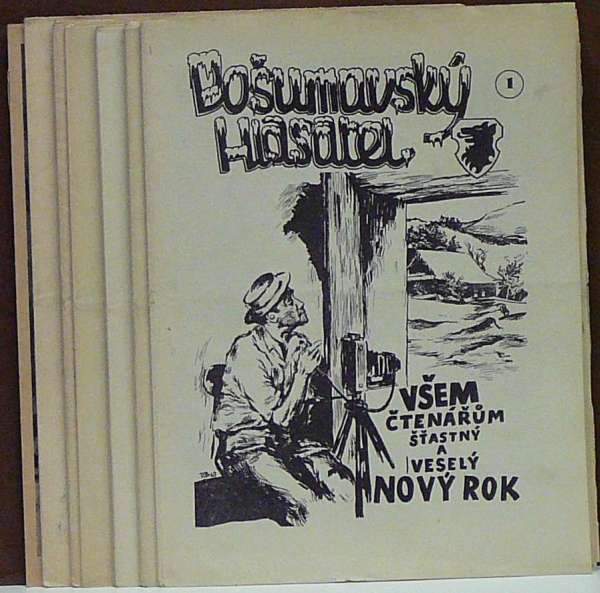 Došumavský
1
Hlasatel
VŠEM
ČTENÁŘŮM
ŠŤASTNÝ
A
VESELÝ
NOVÝ ROK